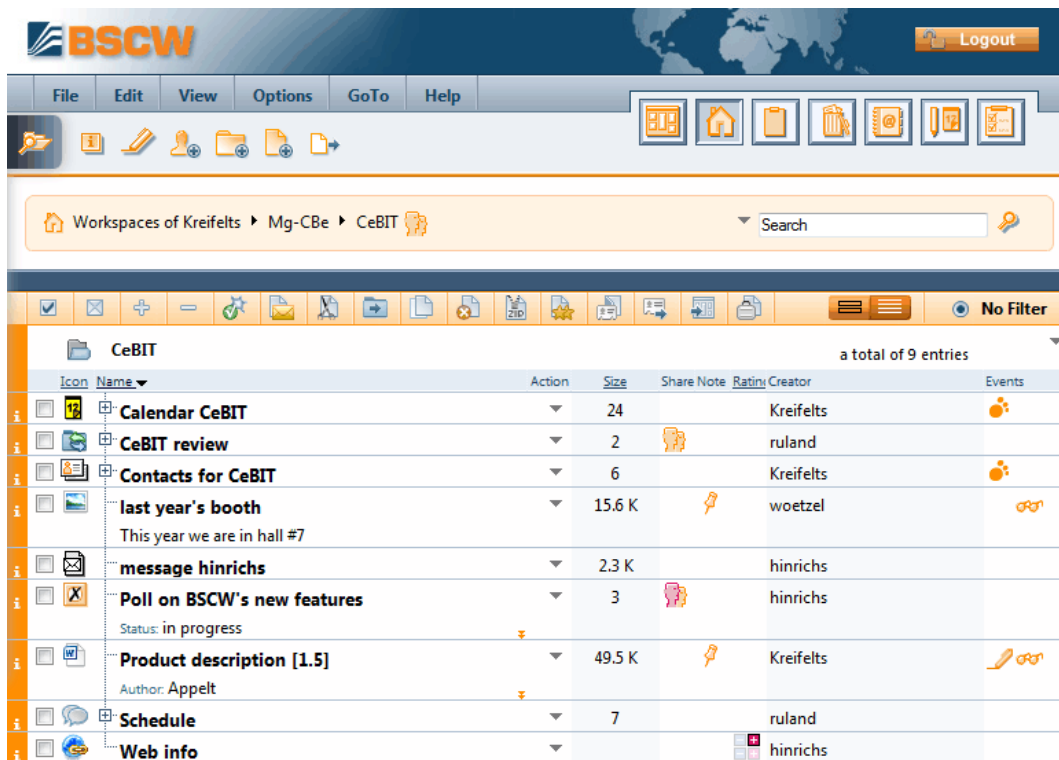 BSCW
Logout
File Edit View Options GoTo Help
Workspaces of Kreifelts Mg-CBe CeBIT Search
ZIP No Filter
CeBIT a total of 9 entries
Icon Name Action Size Share Note Rating Creator Events
Calendar CeBIT 24 Kreifelts
CeBIT review 2 ruland
Contacts for CeBIT 6 Kreifelts
last year's booth 15.6 K woetzel
This year we are in hall #7
message hinrichs 2.3 K hinrichs
Poll on BSCW's new features 3 hinrichs
Status: in progress
Product description [1.5] 49.5 K Kreifelts
Author: Appelt
Schedule 7 ruland
Web info hinrichs